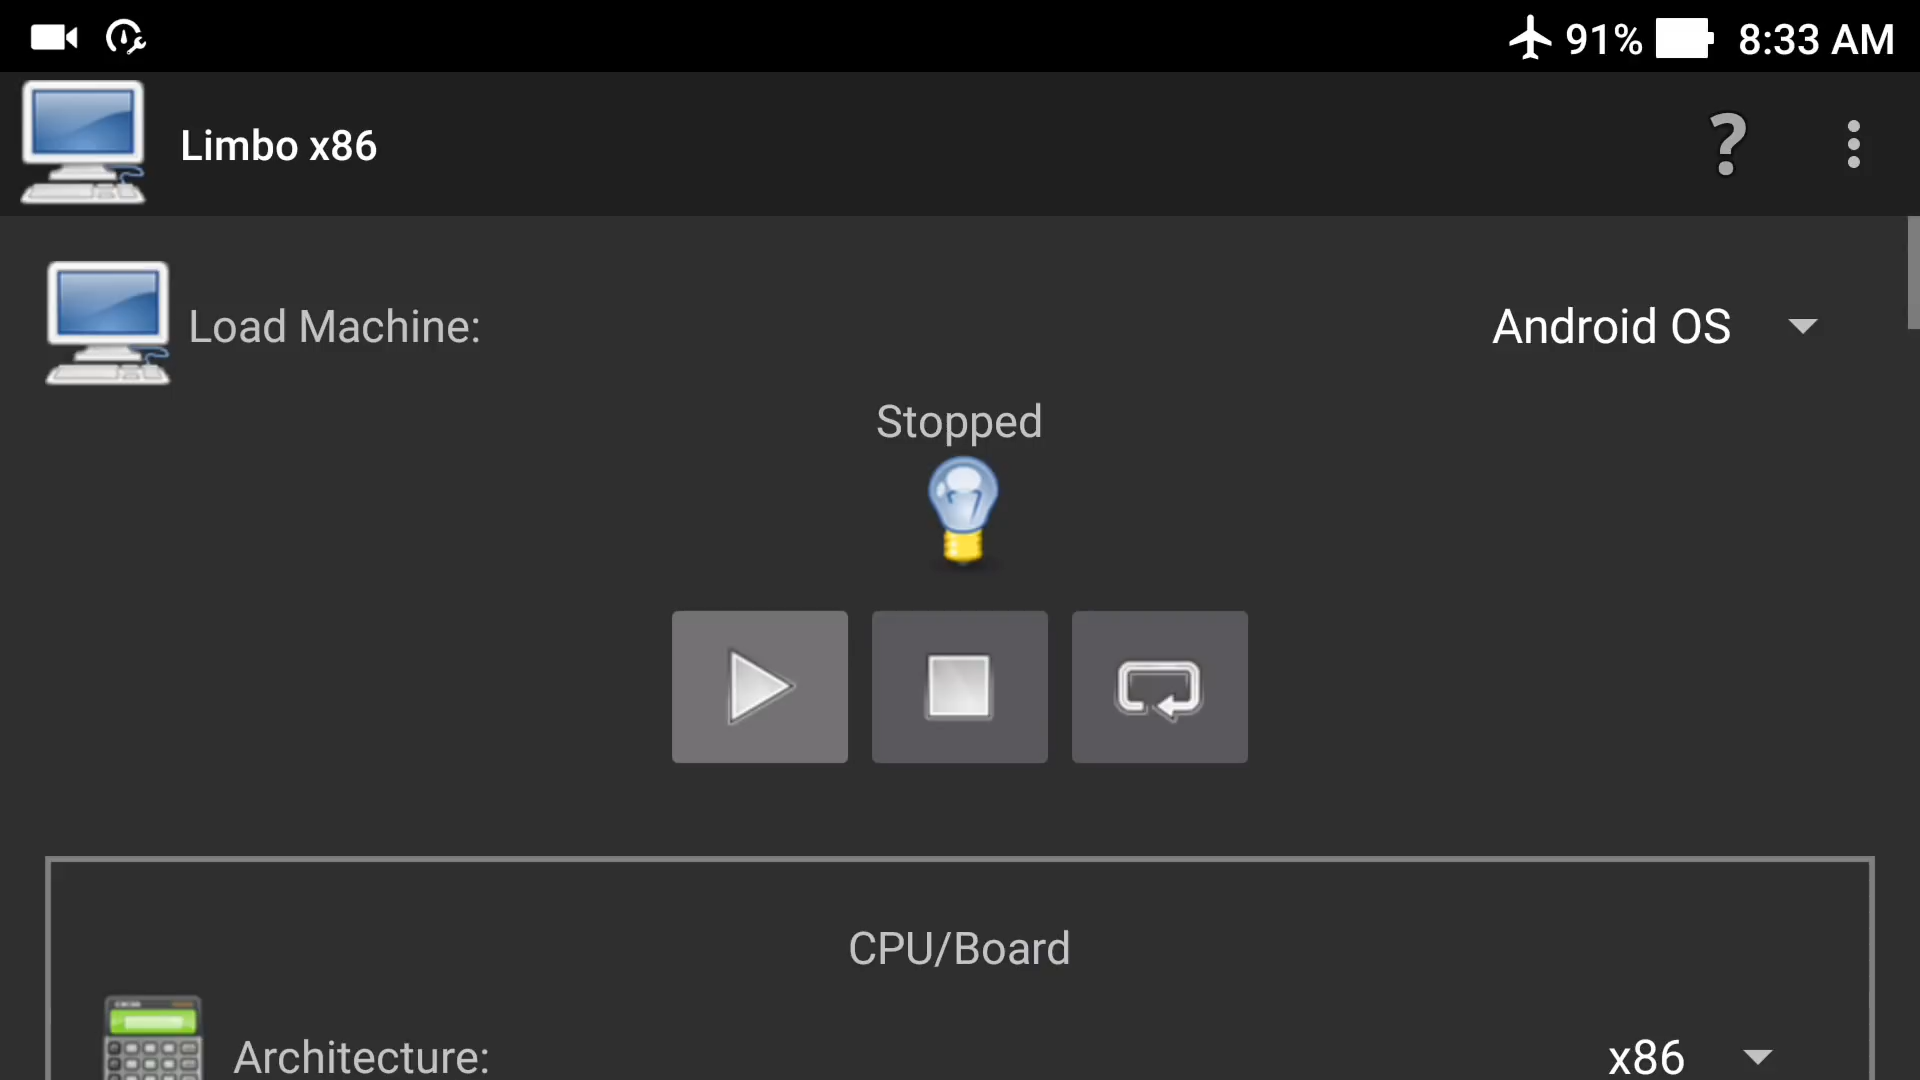 91% 8:33 AM
Limbo x86
Load Machine: Android OS
Stopped
CPU/Board
Architecture: x86